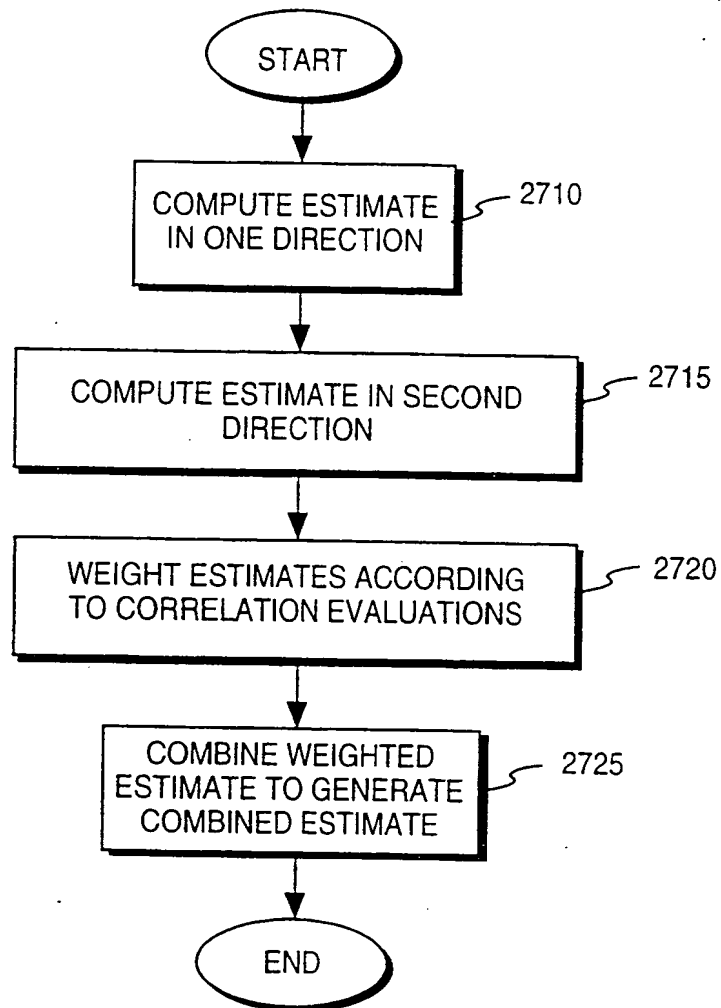 START
COMPUTE ESTIMATE
IN ONE DIRECTION
2710
COMPUTE ESTIMATE IN SECOND
DIRECTION
2715
WEIGHT ESTIMATES ACCORDING
TO CORRELATION EVALUATIONS
2720
COMBINE WEIGHTED
ESTIMATE TO GENERATE
COMBINED ESTIMATE
2725
END